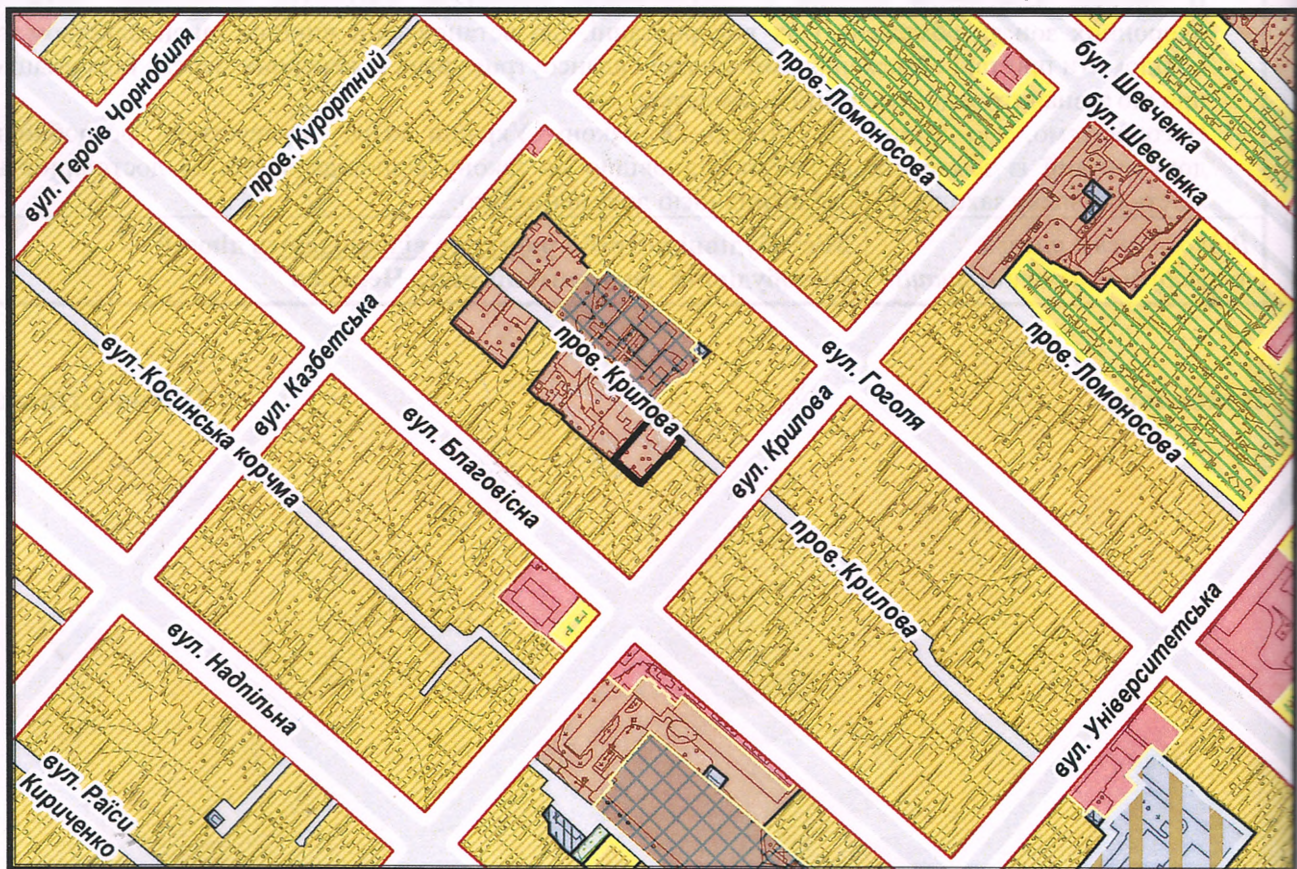 вул. Героїв Чорнобиля
пров. Курортний
пров. Ломоносова
бул. Шевченка
бул. Шевченка
вул. Косинська корчма
вул. Казбетська
пров. Крилова
вул. Гоголя
пров. Ломоносова
вул. Благовісна
вул. Крилова
пров. Крилова
вул. Надпільна
вул. Університетська
вул. Раїси
Кириченко